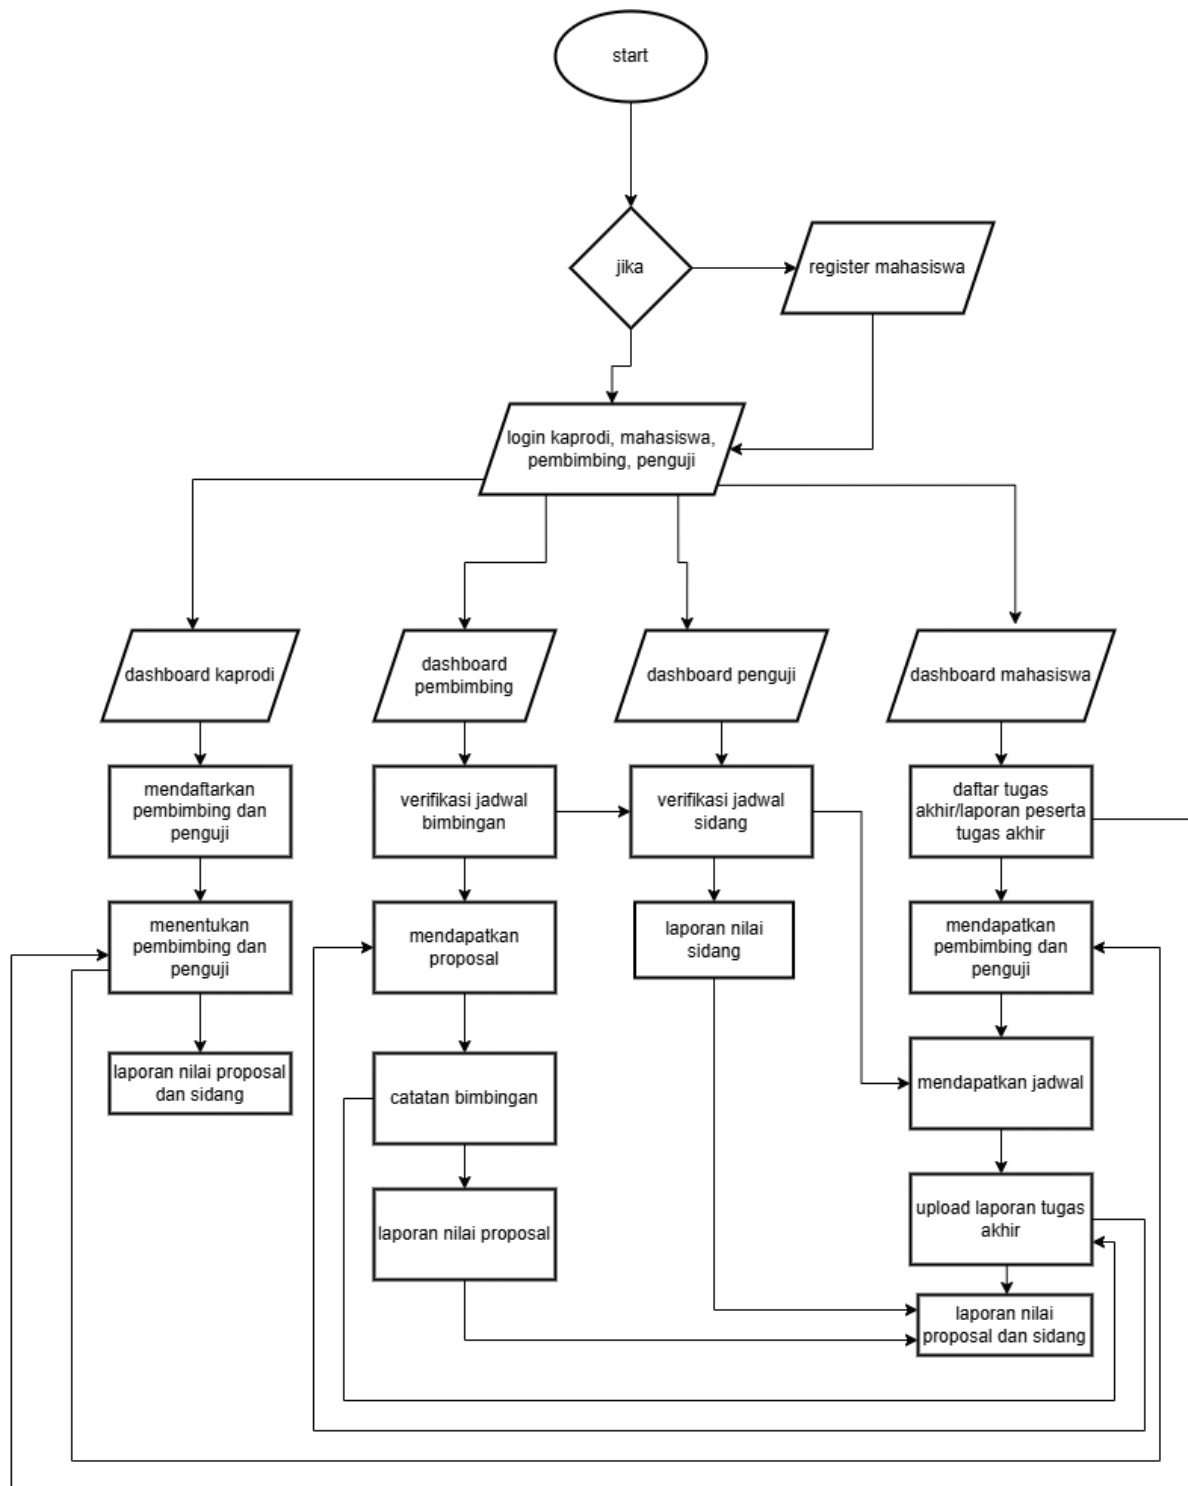 start
jika
register mahasiswa
login kaprodi, mahasiswa,
pembimbing, penguji
dashboard kaprodi
dashboard
pembimbing
dashboard penguji
dashboard mahasiswa
mendaftarkan
pembimbing dan
penguji
verifikasi jadwal
bimbingan
verifikasi jadwal
sidang
daftar tugas
akhir/laporan peserta
tugas akhir
menentukan
pembimbing dan
penguji
mendapatkan
proposal
laporan nilai
sidang
mendapatkan
pembimbing dan
penguji
laporan nilai proposal
dan sidang
catatan bimbingan
mendapatkan jadwal
laporan nilai proposal
upload laporan tugas
akhir
laporan nilai
proposal dan sidang